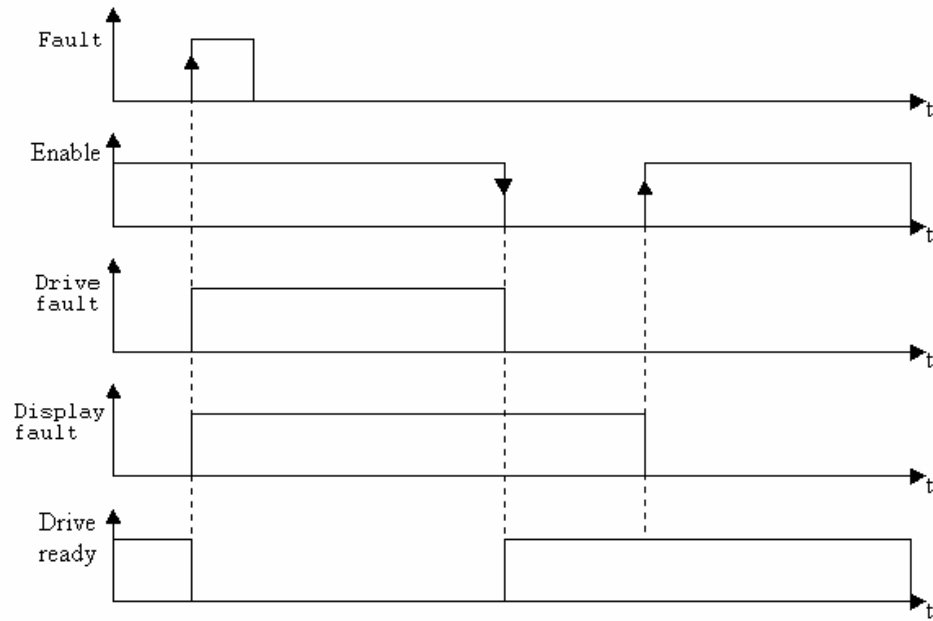 Fault
t
Enable
t
Drive
fault
t
Display
fault
t
Drive
ready
t